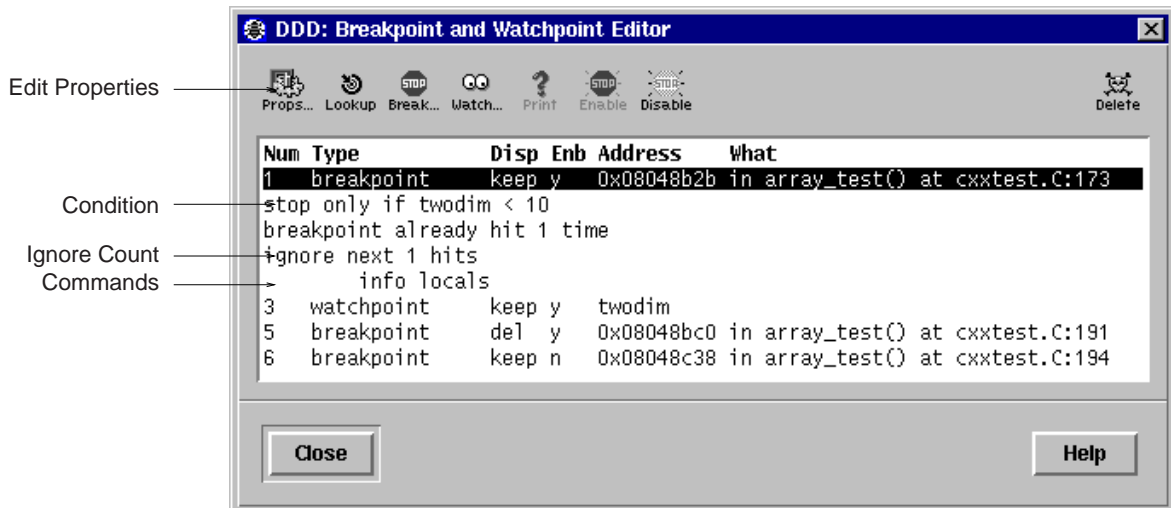 DDD: Breakpoint and Watchpoint Editor
Edit Properties
Props... Lookup Break... Watch... Print Enable Disable Delete
Num Type Disp Enb Address What
1 breakpoint keep y 0x08048b2b in array_test() at cxxtest.C:173
Condition
stop only if twodim < 10
breakpoint already hit 1 time
Ignore Count
ignore next 1 hits
Commands
info locals
3 watchpoint keep y twodim
5 breakpoint del y 0x08048bc0 in array_test() at cxxtest.C:191
6 breakpoint keep n 0x08048c38 in array_test() at cxxtest.C:194
Close Help